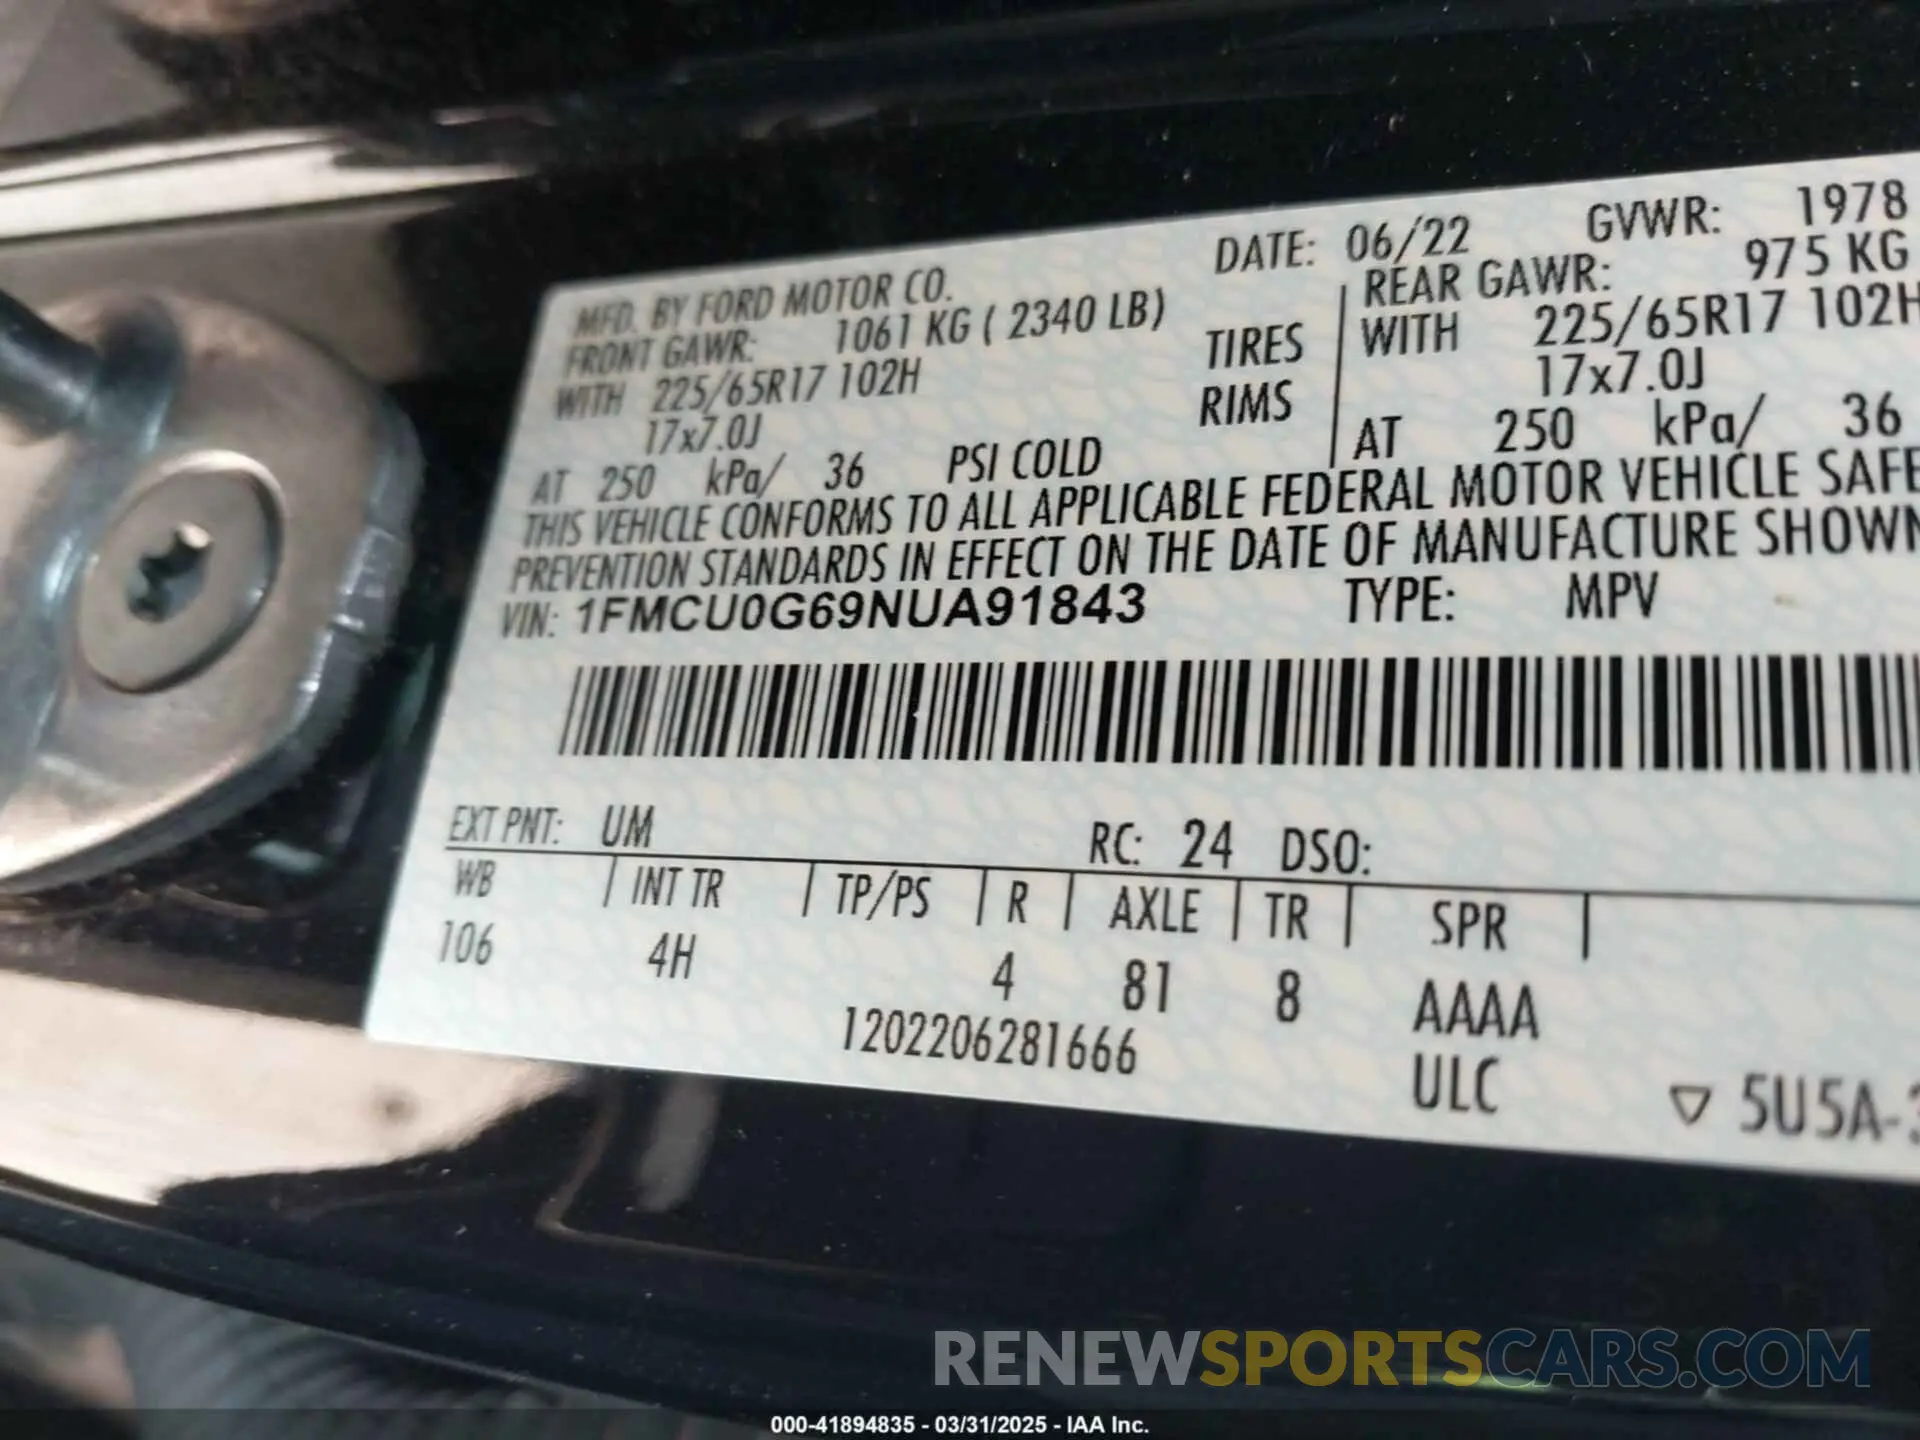 MFD. BY FORD MOTOR CO. DATE: 06/22 GVWR: 1978
FRONT GAWR: 1061 KG ( 2340 LB) REAR GAWR: 975 KG
WITH 225/65R17 102H TIRES WITH 225/65R17 102H
17x7.0J RIMS 17x7.0J
AT 250 kPa/ 36 PSI COLD AT 250 kPa/ 36
THIS VEHICLE CONFORMS TO ALL APPLICABLE FEDERAL MOTOR VEHICLE SAFE
PREVENTION STANDARDS IN EFFECT ON THE DATE OF MANUFACTURE SHOWN
VIN: 1FMCU0G69NUA91843 TYPE: MPV
EXT PNT: UM RC: 24 DSO:
WB INT TR TP/PS R AXLE TR SPR
106 4H 4 81 8 AAAA
1202206281666 ULC
▽ 5U5A-3
RENEWSPORTSCARS.COM
000-41894835 - 03/31/2025 - IAA Inc.